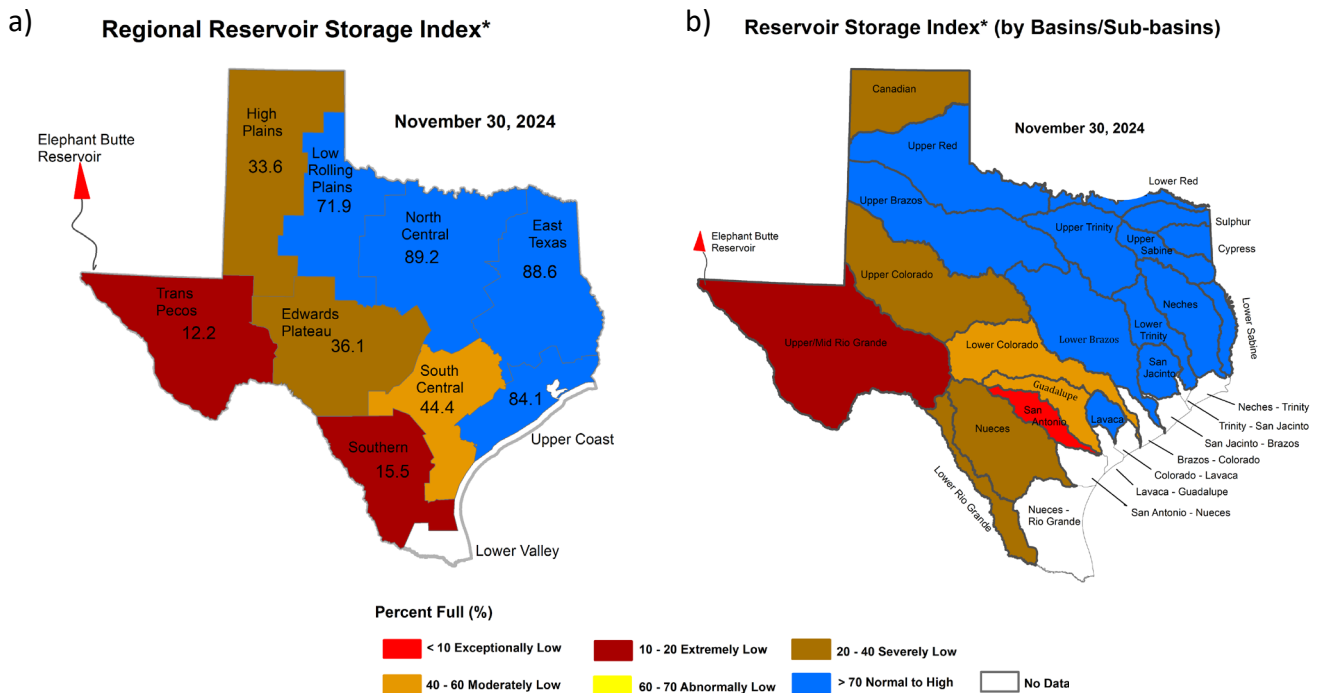 a)
Regional Reservoir Storage Index*
November 30, 2024
Elephant Butte
Reservoir
High
Plains
33.6
Low
Rolling
Plains
71.9
North
Central
89.2
East
Texas
88.6
Trans
Pecos
12.2
Edwards
Plateau
36.1
South
Central
44.4
84.1
Upper Coast
Southern
15.5
Lower Valley
b)
Reservoir Storage Index* (by Basins/Sub-basins)
November 30, 2024
Elephant Butte
Reservoir
Canadian
Upper Red
Lower Red
Upper Brazos
Upper Trinity
Sulphur
Upper
Sabine
Cypress
Upper Colorado
Neches
Lower Sabine
Lower
Trinity
Upper/Mid Rio Grande
Lower Colorado
Lower Brazos
San
Jacinto
Guadalupe
San
Antonio
Lavaca
Nueces
Lower Rio Grande
Nueces -
Rio Grande
Neches - Trinity
Trinity - San Jacinto
San Jacinto - Brazos
Brazos - Colorado
Colorado - Lavaca
Lavaca - Guadalupe
San Antonio - Nueces
Percent Full (%)
< 10 Exceptionally Low
10 - 20 Extremely Low
20 - 40 Severely Low
40 - 60 Moderately Low
60 - 70 Abnormally Low
> 70 Normal to High
No Data